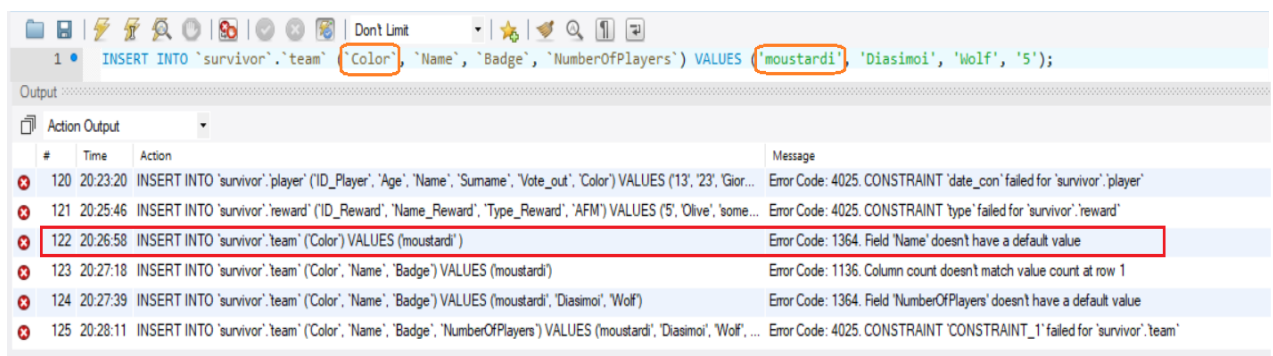 Don't Limit
1 INSERT INTO `survivor`.`team` (`Color`, `Name`, `Badge`, `NumberOfPlayers`) VALUES ('moustardi', 'Diasimoi', 'Wolf', '5');
Output
Action Output
# Time Action Message
120 20:23:20 INSERT INTO `survivor`.`player` (`ID_Player`, `Age`, `Name`, `Surname`, `Vote_out`, `Color`) VALUES ('13', '23', 'Gior... Error Code: 4025. CONSTRAINT `date_con` failed for `survivor`.`player`
121 20:25:46 INSERT INTO `survivor`.`reward` (`ID_Reward`, `Name_Reward`, `Type_Reward`, `AFM`) VALUES ('5', 'Olive', 'some... Error Code: 4025. CONSTRAINT `type` failed for `survivor`.`reward`
122 20:26:58 INSERT INTO `survivor`.`team` (`Color`) VALUES ('moustardi' ) Error Code: 1364. Field 'Name' doesn't have a default value
123 20:27:18 INSERT INTO `survivor`.`team` (`Color`, `Name`, `Badge`) VALUES ('moustardi') Error Code: 1136. Column count doesn't match value count at row 1
124 20:27:39 INSERT INTO `survivor`.`team` (`Color`, `Name`, `Badge`) VALUES ('moustardi', 'Diasimoi', 'Wolf') Error Code: 1364. Field 'NumberOfPlayers' doesn't have a default value
125 20:28:11 INSERT INTO `survivor`.`team` (`Color`, `Name`, `Badge`, `NumberOfPlayers`) VALUES ('moustardi', 'Diasimoi', 'Wolf', ... Error Code: 4025. CONSTRAINT `CONSTRAINT_1` failed for `survivor`.`team`